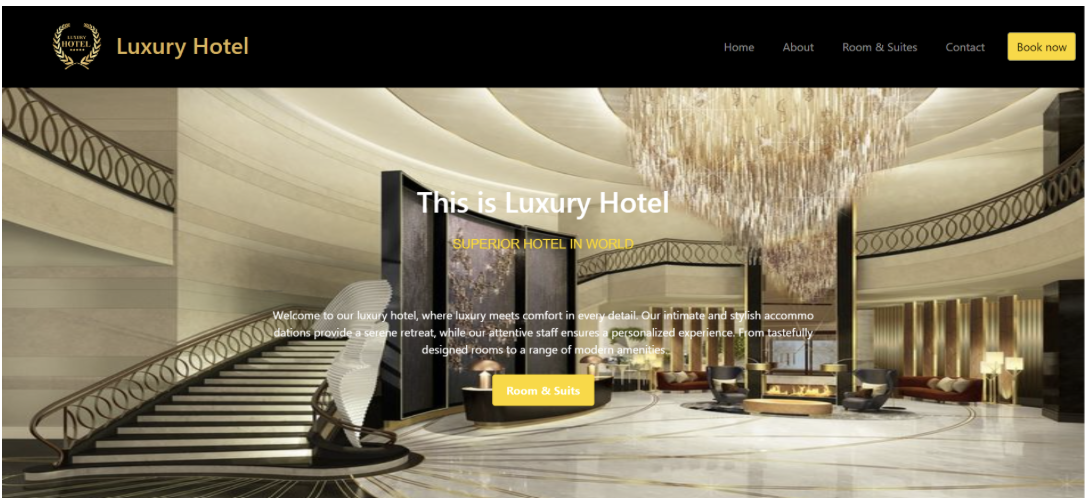 LUXURY
HOTEL
Luxury Hotel
Home About Room & Suites Contact Book now
This is Luxury Hotel
SUPERIOR HOTEL IN WORLD
Welcome to our luxury hotel, where luxury meets comfort in every detail. Our intimate and stylish accommo
dations provide a serene retreat, while our attentive staff ensures a personalized experience. From tastefully
designed rooms to a range of modern amenities.
Room & Suits